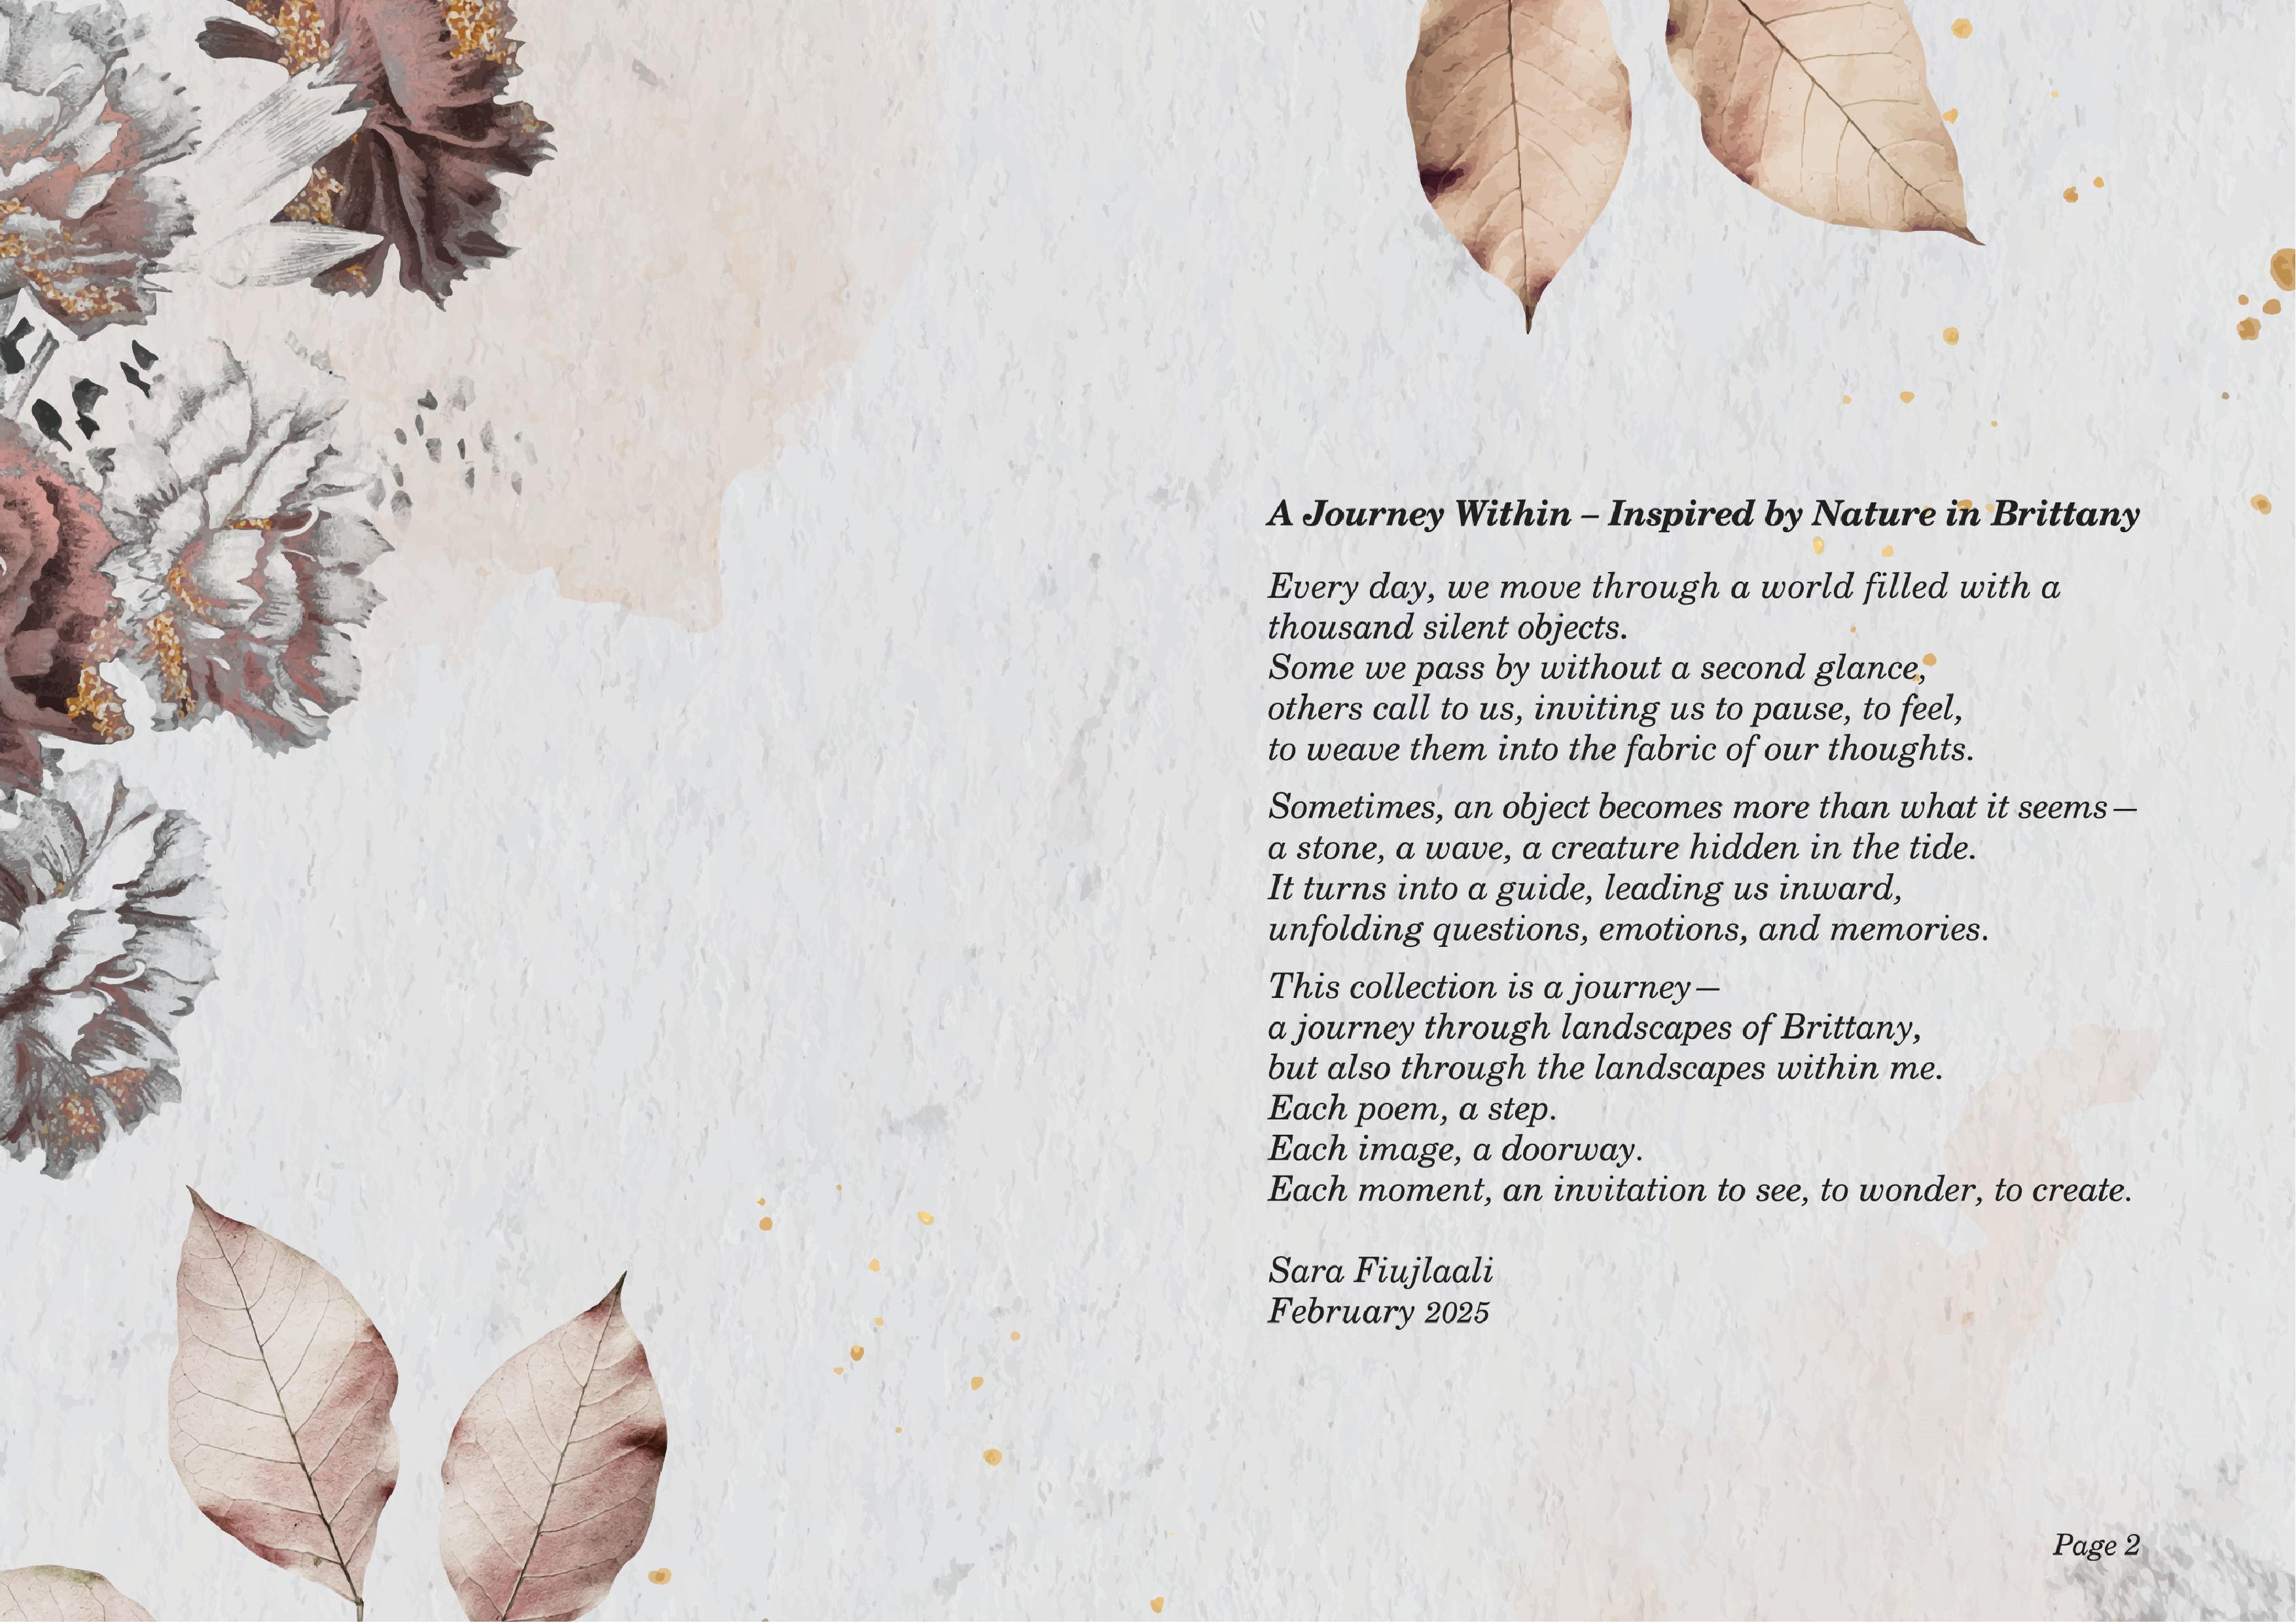 A Journey Within – Inspired by Nature in Brittany
Every day, we move through a world filled with a
thousand silent objects.
Some we pass by without a second glance,
others call to us, inviting us to pause, to feel,
to weave them into the fabric of our thoughts.
Sometimes, an object becomes more than what it seems—
a stone, a wave, a creature hidden in the tide.
It turns into a guide, leading us inward,
unfolding questions, emotions, and memories.
This collection is a journey—
a journey through landscapes of Brittany,
but also through the landscapes within me.
Each poem, a step.
Each image, a doorway.
Each moment, an invitation to see, to wonder, to create.
Sara Fiujlaali
February 2025
Page 2